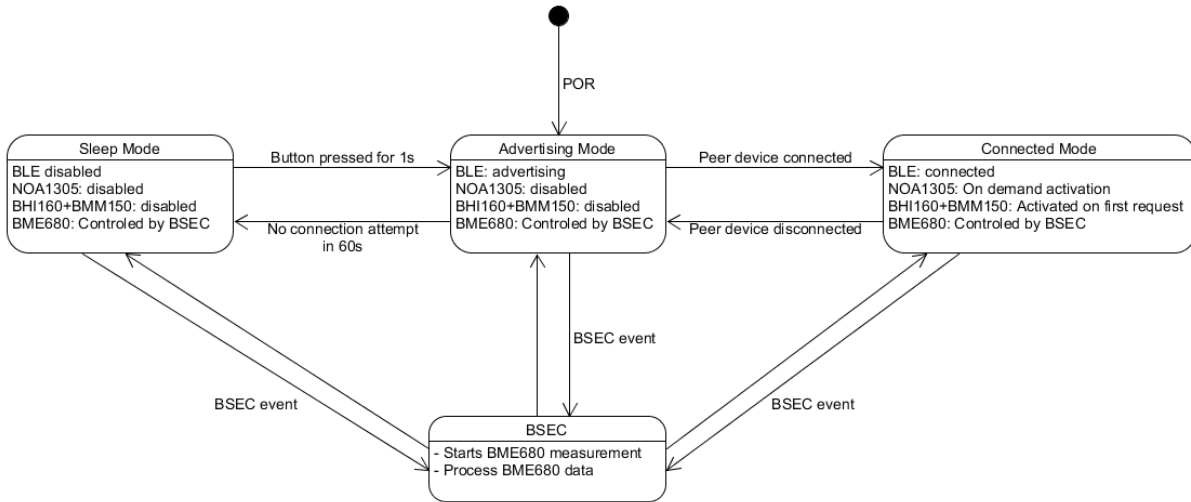 POR
Sleep Mode
BLE disabled
NOA1305: disabled
BHI160+BMM150: disabled
BME680: Controled by BSEC
Button pressed for 1s
No connection attempt
in 60s
Advertising Mode
BLE: advertising
NOA1305: disabled
BHI160+BMM150: disabled
BME680: Controled by BSEC
Peer device connected
Peer device disconnected
Connected Mode
BLE: connected
NOA1305: On demand activation
BHI160+BMM150: Activated on first request
BME680: Controled by BSEC
BSEC event
BSEC event
BSEC event
BSEC
- Starts BME680 measurement
- Process BME680 data